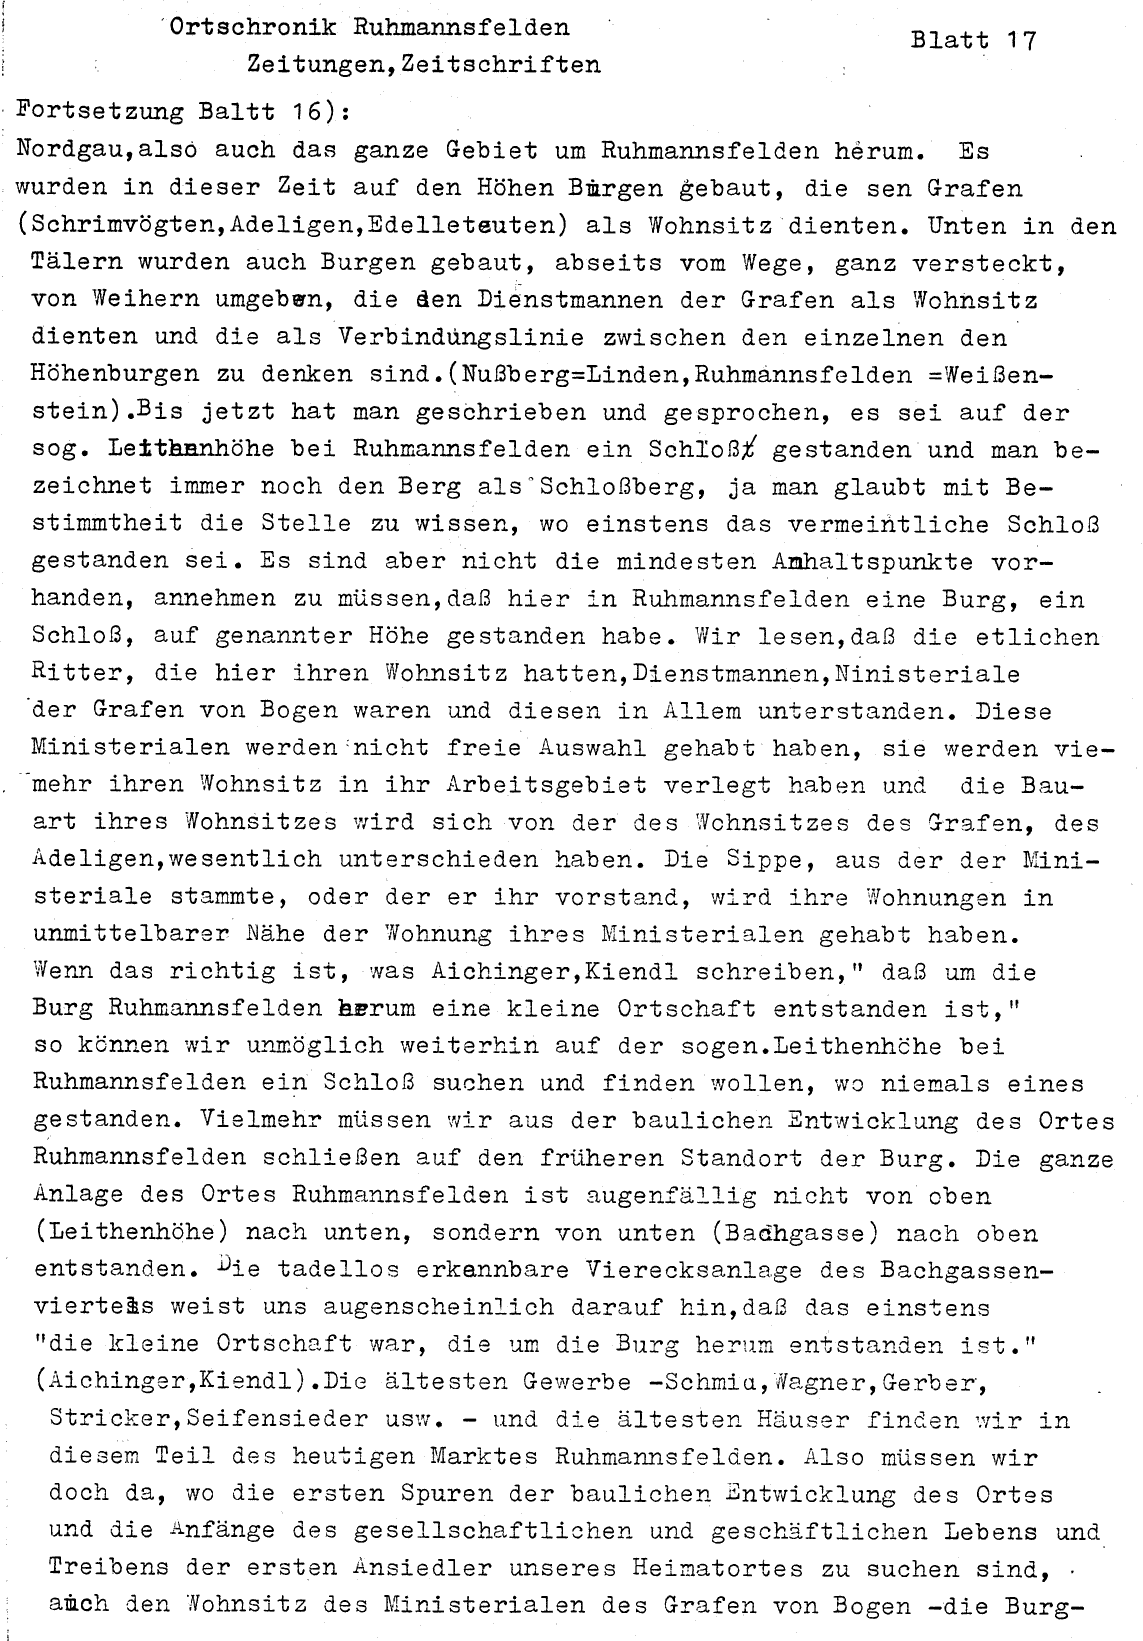 Ortschronik Ruhmannsfelden
Blatt 17
Zeitungen,Zeitschriften
Fortsetzung Baltt 16):
Nordgau,also auch das ganze Gebiet um Ruhmannsfelden herum. Es
wurden in dieser Zeit auf den Höhen Burgen gebaut, die sen Grafen
(Schrimvögten,Adeligen,Edelleteuten) als Wohnsitz dienten. Unten in den
Tälern wurden auch Burgen gebaut, abseits vom Wege, ganz versteckt,
von Weihern umgeben, die den Dienstmannen der Grafen als Wohnsitz
dienten und die als Verbindungslinie zwischen den einzelnen den
Höhenburgen zu denken sind.(Nußberg=Linden,Ruhmannsfelden =Weißen-
stein).Bis jetzt hat man geschrieben und gesprochen, es sei auf der
sog. Leithenhöhe bei Ruhmannsfelden ein Schloß gestanden und man be-
zeichnet immer noch den Berg als Schloßberg, ja man glaubt mit Be-
stimmtheit die Stelle zu wissen, wo einstens das vermeintliche Schloß
gestanden sei. Es sind aber nicht die mindesten Anhaltspunkte vor-
handen, annehmen zu müssen,daß hier in Ruhmannsfelden eine Burg, ein
Schloß, auf genannter Höhe gestanden habe. Wir lesen,daß die etlichen
Ritter, die hier ihren Wohnsitz hatten,Dienstmannen,Ninisteriale
der Grafen von Bogen waren und diesen in Allem unterstanden. Diese
Ministerialen werden nicht freie Auswahl gehabt haben, sie werden vie-
mehr ihren Wohnsitz in ihr Arbeitsgebiet verlegt haben und die Bau-
art ihres Wohnsitzes wird sich von der des Wohnsitzes des Grafen, des
Adeligen,wesentlich unterschieden haben. Die Sippe, aus der der Mini-
steriale stammte, oder der er ihr vorstand, wird ihre Wohnungen in
unmittelbarer Nähe der Wohnung ihres Ministerialen gehabt haben.
Wenn das richtig ist, was Aichinger,Kiendl schreiben," daß um die
Burg Ruhmannsfelden herum eine kleine Ortschaft entstanden ist,"
so können wir unmöglich weiterhin auf der sogen.Leithenhöhe bei
Ruhmannsfelden ein Schloß suchen und finden wollen, wo niemals eines
gestanden. Vielmehr müssen wir aus der baulichen Entwicklung des Ortes
Ruhmannsfelden schließen auf den früheren Standort der Burg. Die ganze
Anlage des Ortes Ruhmannsfelden ist augenfällig nicht von oben
(Leithenhöhe) nach unten, sondern von unten (Bachgasse) nach oben
entstanden. Die tadellos erkennbare Vierecksanlage des Bachgassen-
viertels weist uns augenscheinlich darauf hin,daß das einstens
"die kleine Ortschaft war, die um die Burg herum entstanden ist."
(Aichinger,Kiendl).Die ältesten Gewerbe -Schmid,Wagner,Gerber,
Stricker,Seifensieder usw. - und die ältesten Häuser finden wir in
diesem Teil des heutigen Marktes Ruhmannsfelden. Also müssen wir
doch da, wo die ersten Spuren der baulichen Entwicklung des Ortes
und die Anfänge des gesellschaftlichen und geschäftlichen Lebens und
Treibens der ersten Ansiedler unseres Heimatortes zu suchen sind,
auch den Wohnsitz des Ministerialen des Grafen von Bogen -die Burg-